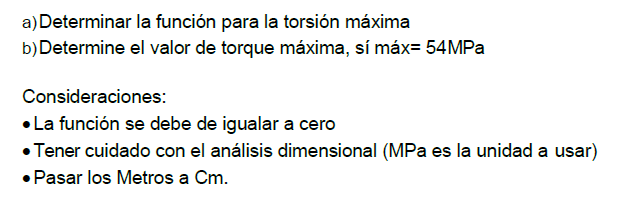 a)Determinar la función para la torsión máxima
b)Determine el valor de torque máxima, sí máx= 54MPa
Consideraciones:
•La función se debe de igualar a cero
•Tener cuidado con el análisis dimensional (MPa es la unidad a usar)
•Pasar los Metros a Cm.